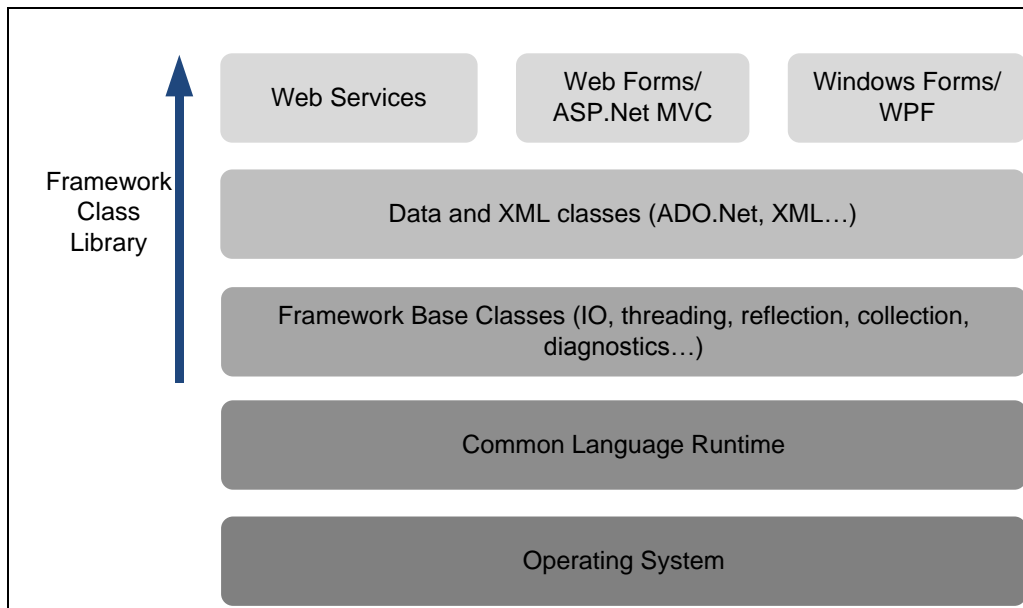 Web Services
Web Forms/
ASP.Net MVC
Windows Forms/
WPF
Framework
Class
Library
Data and XML classes (ADO.Net, XML…)
Framework Base Classes (IO, threading, reflection, collection,
diagnostics…)
Common Language Runtime
Operating System